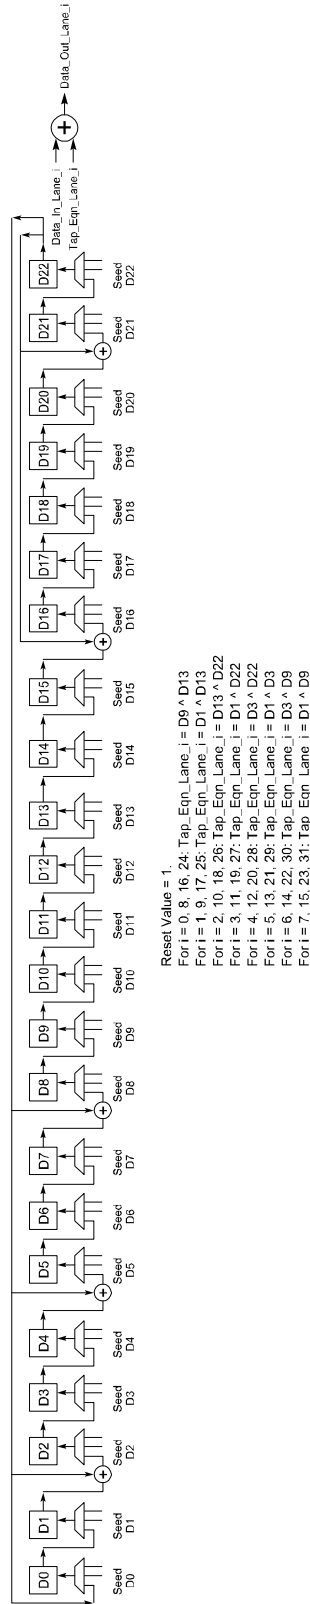 D0 D1 D2 D3 D4 D5 D6 D7 D8 D9 D10 D11 D12 D13 D14 D15 D16 D17 D18 D19 D20 D21 D22
Seed D0
Seed D1
Seed D2
Seed D3
Seed D4
Seed D5
Seed D6
Seed D7
Seed D8
Seed D9
Seed D10
Seed D11
Seed D12
Seed D13
Seed D14
Seed D15
Seed D16
Seed D17
Seed D18
Seed D19
Seed D20
Seed D21
Seed D22
Data_In_Lane_i
Tap_Eqn_Lane_i
Data_Out_Lane_i
Reset Value = 1.
For i = 0, 8, 16, 24: Tap_Eqn_Lane_i = D9 ^ D13
For i = 1, 9, 17, 25: Tap_Eqn_Lane_i = D1 ^ D13
For i = 2, 10, 18, 26: Tap_Eqn_Lane_i = D13 ^ D22
For i = 3, 11, 19, 27: Tap_Eqn_Lane_i = D1 ^ D22
For i = 4, 12, 20, 28: Tap_Eqn_Lane_i = D3 ^ D22
For i = 5, 13, 21, 29: Tap_Eqn_Lane_i = D1 ^ D3
For i = 6, 14, 22, 30: Tap_Eqn_Lane_i = D3 ^ D9
For i = 7, 15, 23, 31: Tap_Eqn_Lane_i = D1 ^ D9